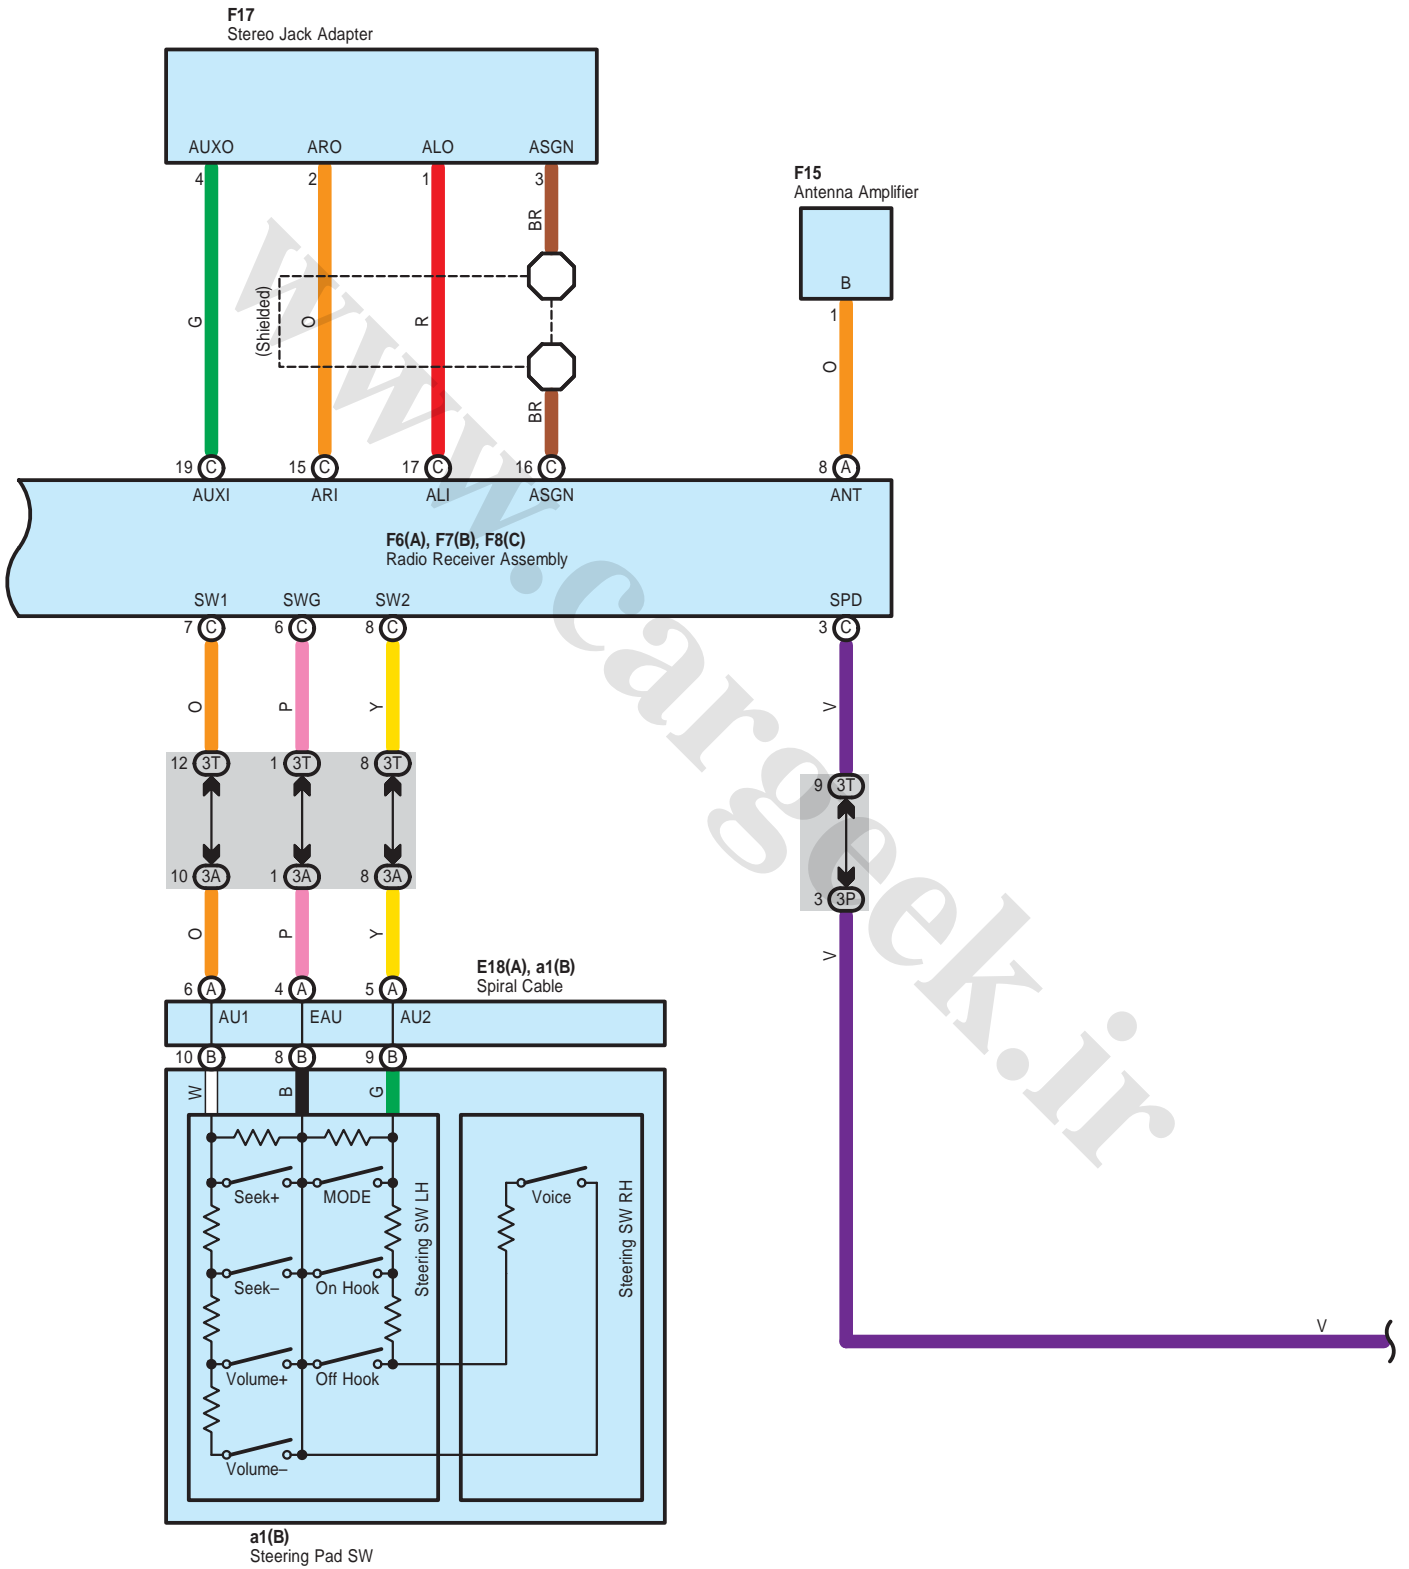 F17
Stereo Jack Adapter
AUXO ARO ALO ASGN
4 2 1 3
F15
Antenna Amplifier
B
1
BR
(Shielded)
G O R
BR
O
19 C 15 C 17 C 16 C 8 A
AUXI ARI ALI ASGN ANT
F6(A), F7(B), F8(C)
Radio Receiver Assembly
SW1 SWG SW2 SPD
7 C 6 C 8 C 3 C
O P Y V
12 3T 1 3T 8 3T 9 3T
10 3A 1 3A 8 3A 3 3P
O P Y V
E18(A), a1(B)
Spiral Cable
6 A 4 A 5 A
AU1 EAU AU2
10 B 8 B 9 B
W B G
Seek+ MODE Voice
Steering SW LH
Steering SW RH
Seek– On Hook
Volume+ Off Hook
Volume–
V
a1(B)
Steering Pad SW
www.cargeek.ir